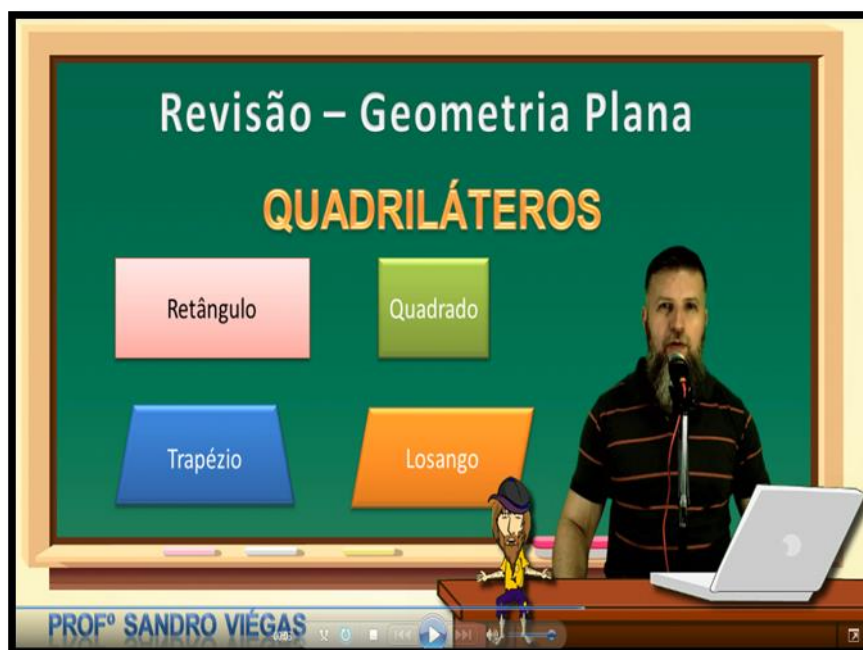 Revisão – Geometria Plana
QUADRILÁTEROS
Retângulo
Quadrado
Trapézio
Losango
PROFº SANDRO VIÉGAS